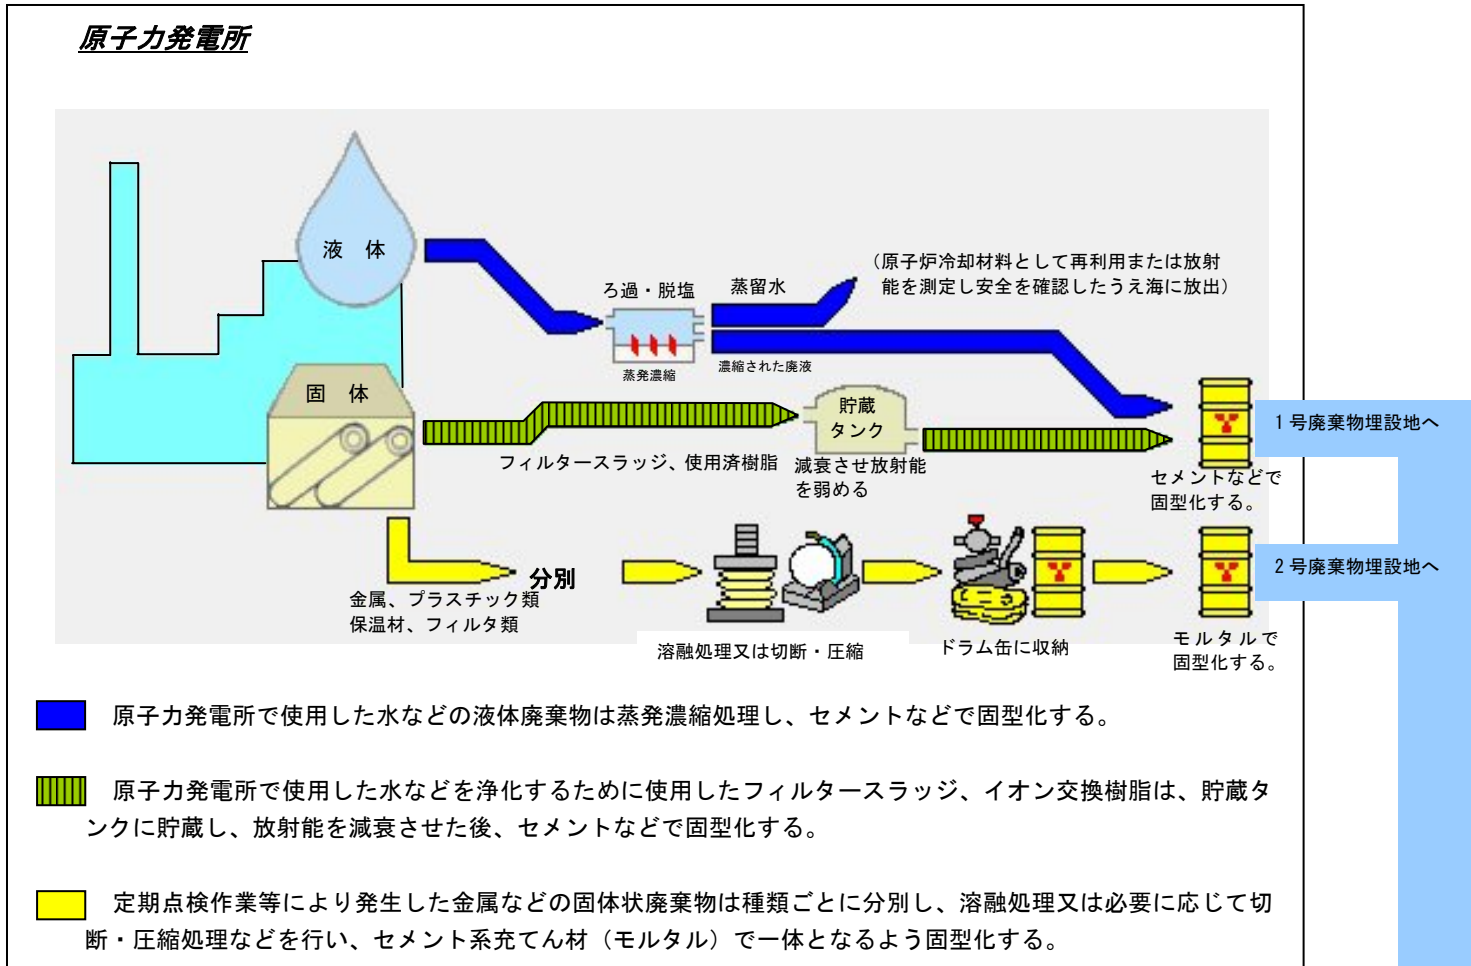 原子力発電所
液　体
（原子炉冷却材料として再利用または放射
能を測定し安全を確認したうえ海に放出）
ろ過・脱塩
蒸留水
蒸発濃縮
濃縮された廃液
固　体
貯蔵
タンク
1号廃棄物埋設地へ
フィルタースラッジ、使用済樹脂
減衰させ放射能
を弱める
セメントなどで
固型化する。
分別
2号廃棄物埋設地へ
金属、プラスチック類
保温材、フィルタ類
溶融処理又は切断・圧縮
ドラム缶に収納
モルタルで
固型化する。
原子力発電所で使用した水などの液体廃棄物は蒸発濃縮処理し、セメントなどで固型化する。
原子力発電所で使用した水などを浄化するために使用したフィルタースラッジ、イオン交換樹脂は、貯蔵タ
ンクに貯蔵し、放射能を減衰させた後、セメントなどで固型化する。
定期点検作業等により発生した金属などの固体状廃棄物は種類ごとに分別し、溶融処理又は必要に応じて切
断・圧縮処理などを行い、セメント系充てん材（モルタル）で一体となるよう固型化する。